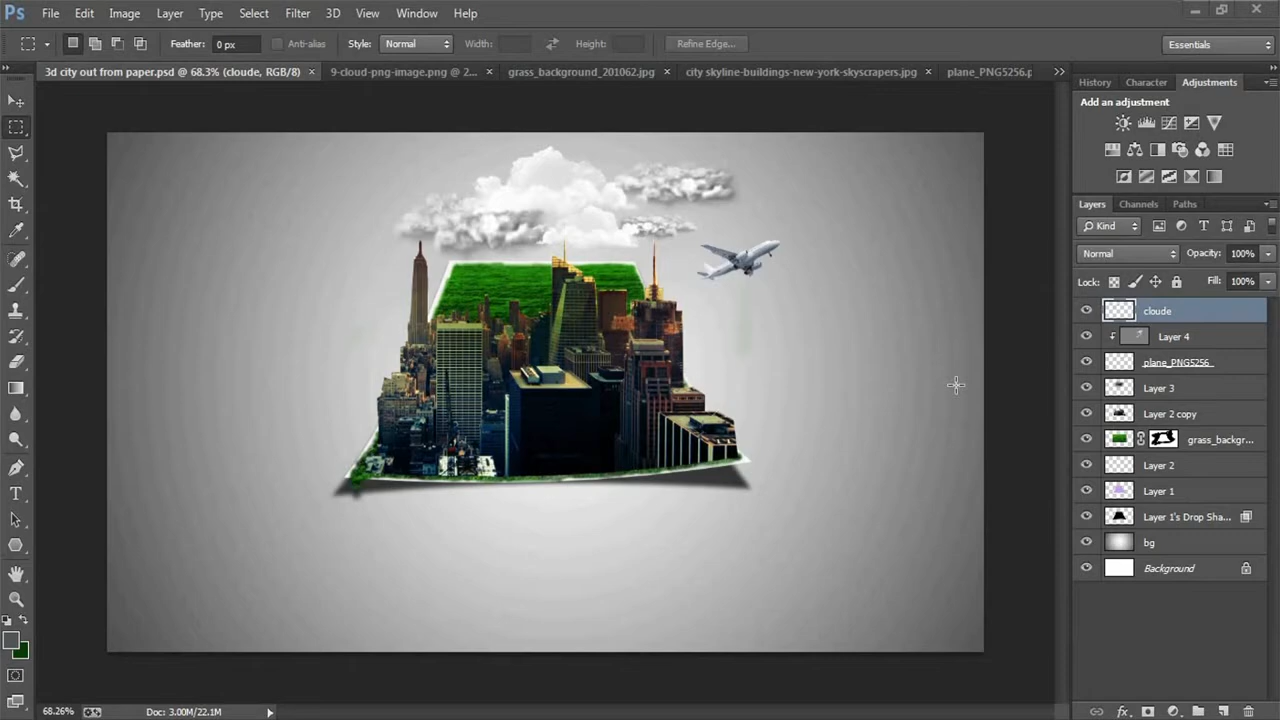 Ps File Edit Image Layer Type Select Filter 3D View Window Help
Feather: 0 px Anti-alias Style: Normal Width: Height: Refine Edge... Essentials
3d city out from paper.psd @ 68.3% (cloude, RGB/8) × 9-cloud-png-image.png @ 2... × grass_background_201062.jpg × city skyline-buildings-new-york-skyscrapers.jpg × plane_PNG5256.p
History Character Adjustments
Add an adjustment
Layers Channels Paths
Kind
Normal Opacity: 100%
Lock: Fill: 100%
cloude
Layer 4
plane_PNG5256
Layer 3
Layer 2 copy
grass_backgr...
Layer 2
Layer 1
Layer 1's Drop Sha...
bg
Background
68.26% Doc: 3.00M/22.1M